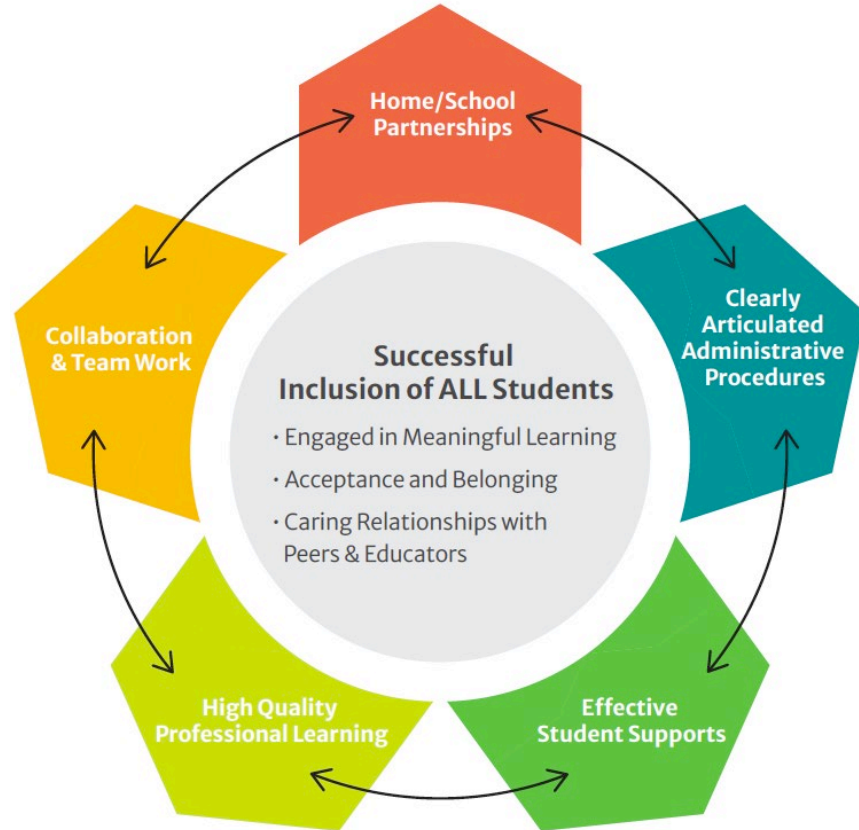 Home/School
Partnerships
Clearly
Articulated
Administrative
Procedures
Effective
Student Supports
High Quality
Professional Learning
Collaboration
& Team Work
Successful
Inclusion of ALL Students
· Engaged in Meaningful Learning
· Acceptance and Belonging
· Caring Relationships with
Peers & Educators